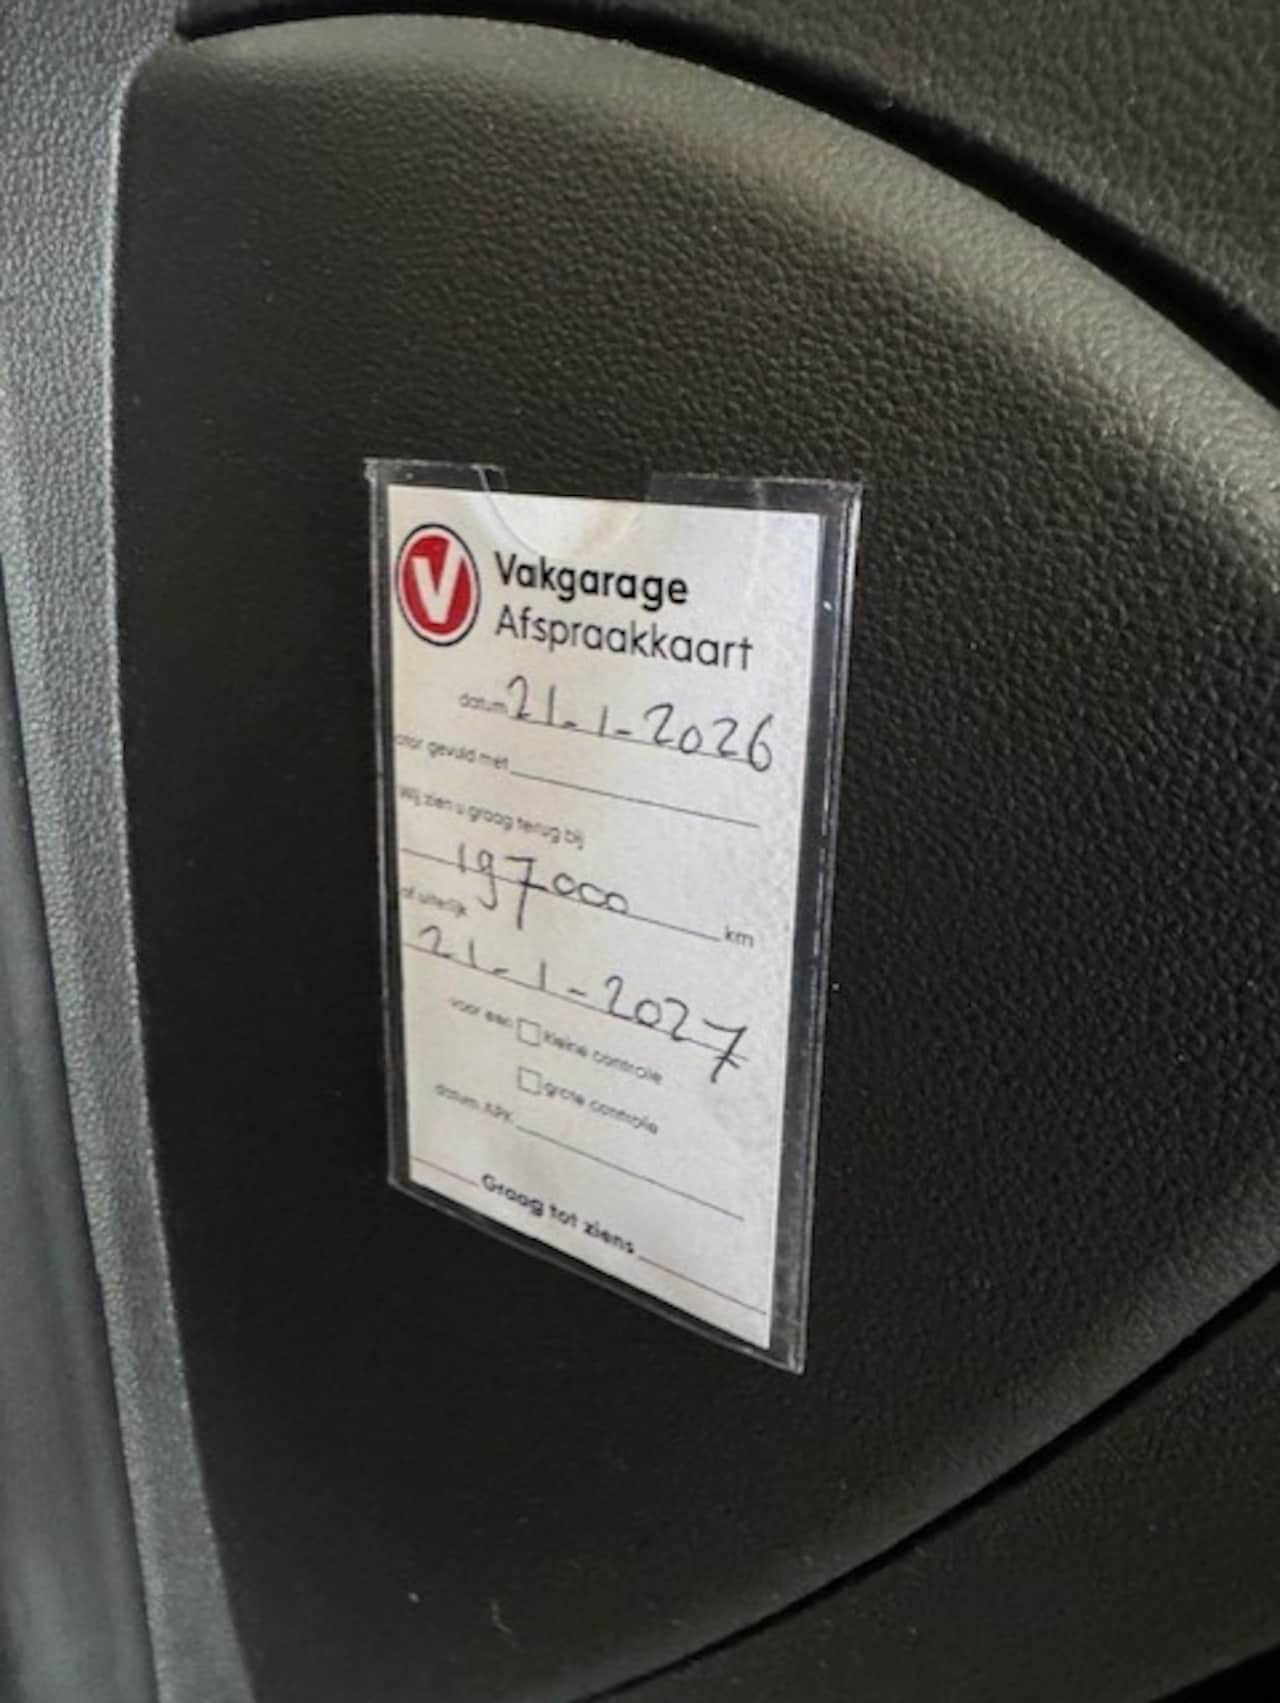 V
Vakgarage
Afspraakkaart
datum 21-1-2026
otor gevuld met
Wij zien u graag terug bij
197000 km
of uiterlijk
21-1-2027
voor een kleine controle
grote controle
datum APK
Graag tot ziens